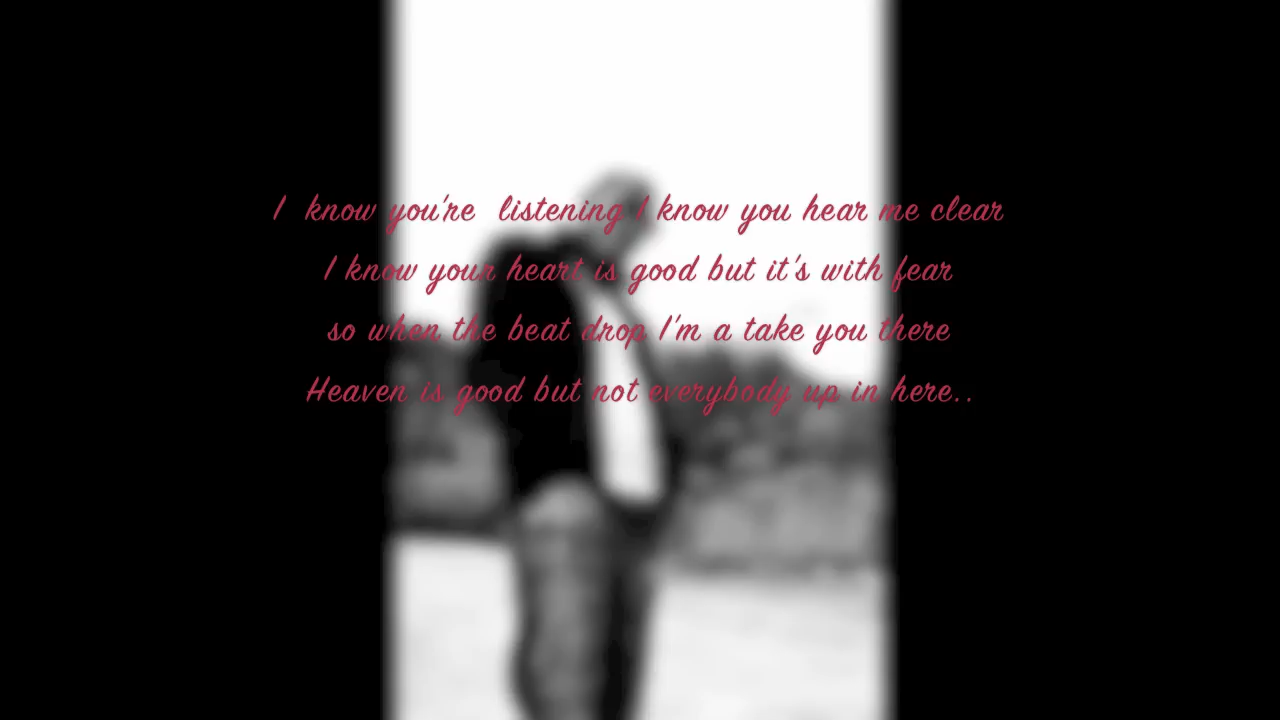 I know you're listening I know you hear me clear
I know your heart is good but it's with fear
so when the beat drop I'm a take you there
Heaven is good but not everybody up in here..